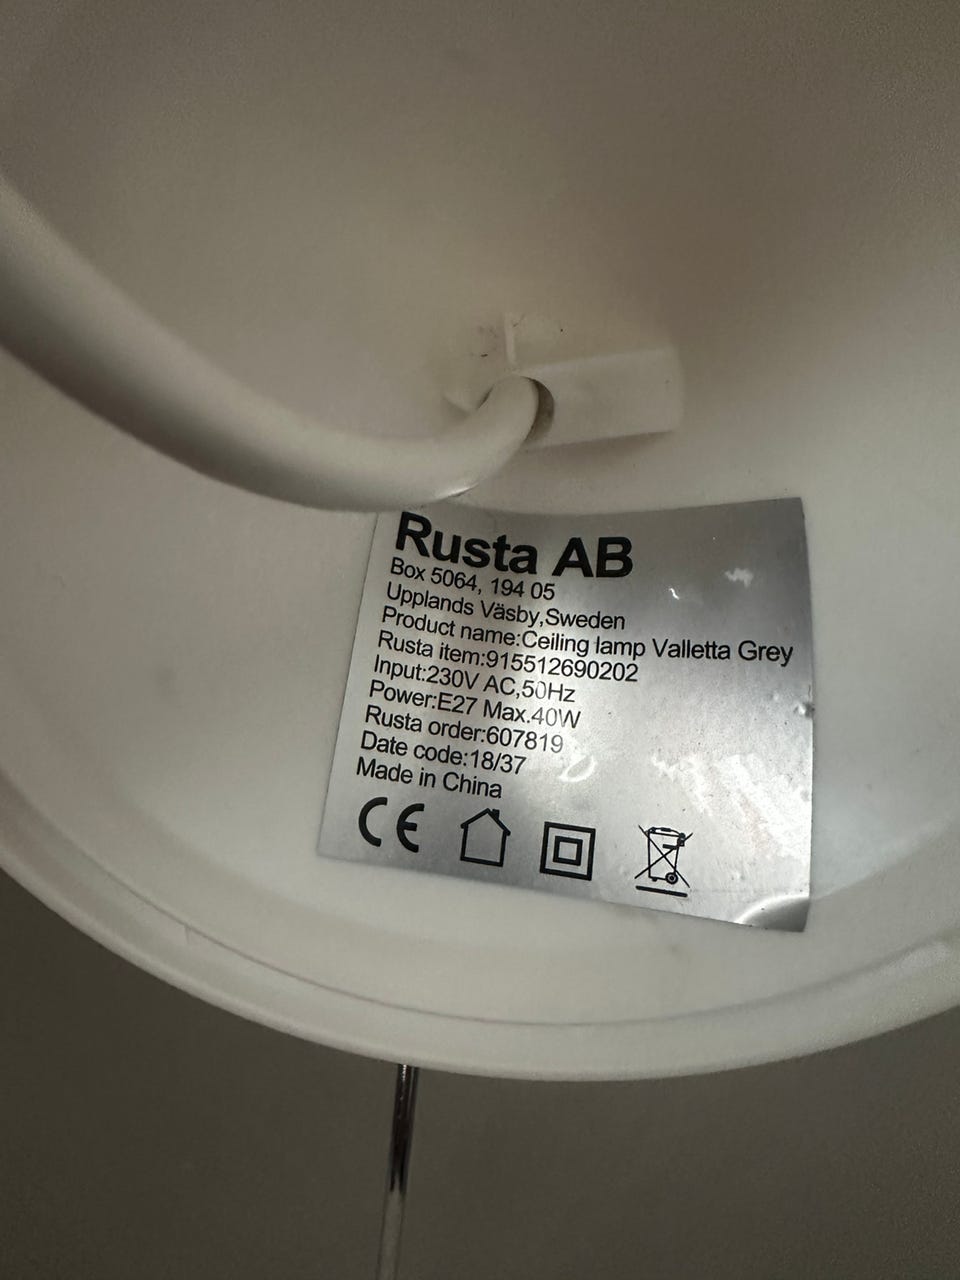 Rusta AB
Box 5064, 194 05
Upplands Väsby,Sweden
Product name:Ceiling lamp Valletta Grey
Rusta item:915512690202
Input:230V AC,50Hz
Power:E27 Max.40W
Rusta order:607819
Date code:18/37
Made in China
CE